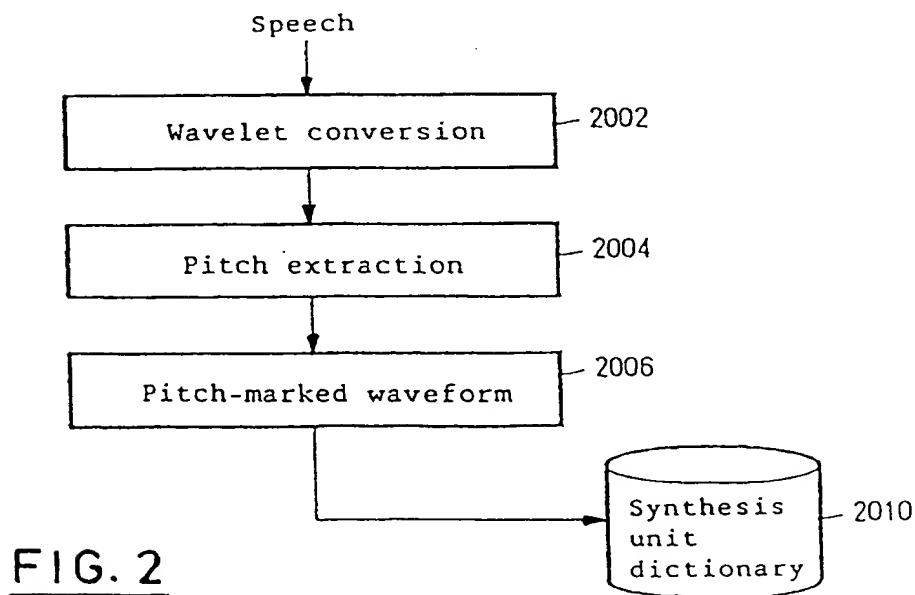 Speech
Wavelet conversion
2002
Pitch extraction
2004
Pitch-marked waveform
2006
Synthesis
unit
dictionary
2010
FIG. 2